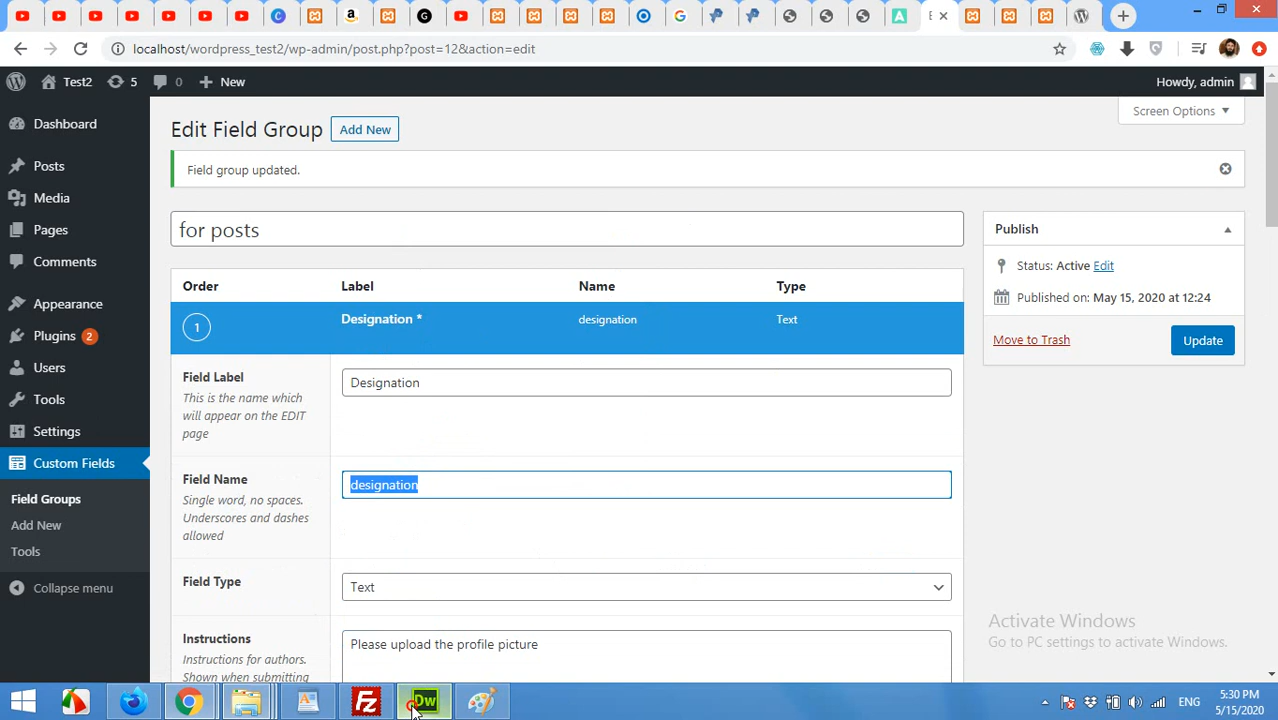 localhost/wordpress_test2/wp-admin/post.php?post=12&action=edit
Test2
5
0
New
Howdy, admin
Dashboard
Posts
Media
Pages
Comments
Appearance
Plugins 2
Users
Tools
Settings
Custom Fields
Field Groups
Add New
Tools
Collapse menu
Screen Options
Edit Field Group Add New
Field group updated.
for posts
Order Label Name Type
1 Designation * designation Text
Field Label
This is the name which
will appear on the EDIT
page
Designation
Field Name
Single word, no spaces.
Underscores and dashes
allowed
designation
Field Type
Text
Instructions
Instructions for authors.
Shown when submitting
Please upload the profile picture
Publish
Status: Active Edit
Published on: May 15, 2020 at 12:24
Move to Trash Update
Activate Windows
Go to PC settings to activate Windows.
Fz
Dw
ENG
5:30 PM
5/15/2020